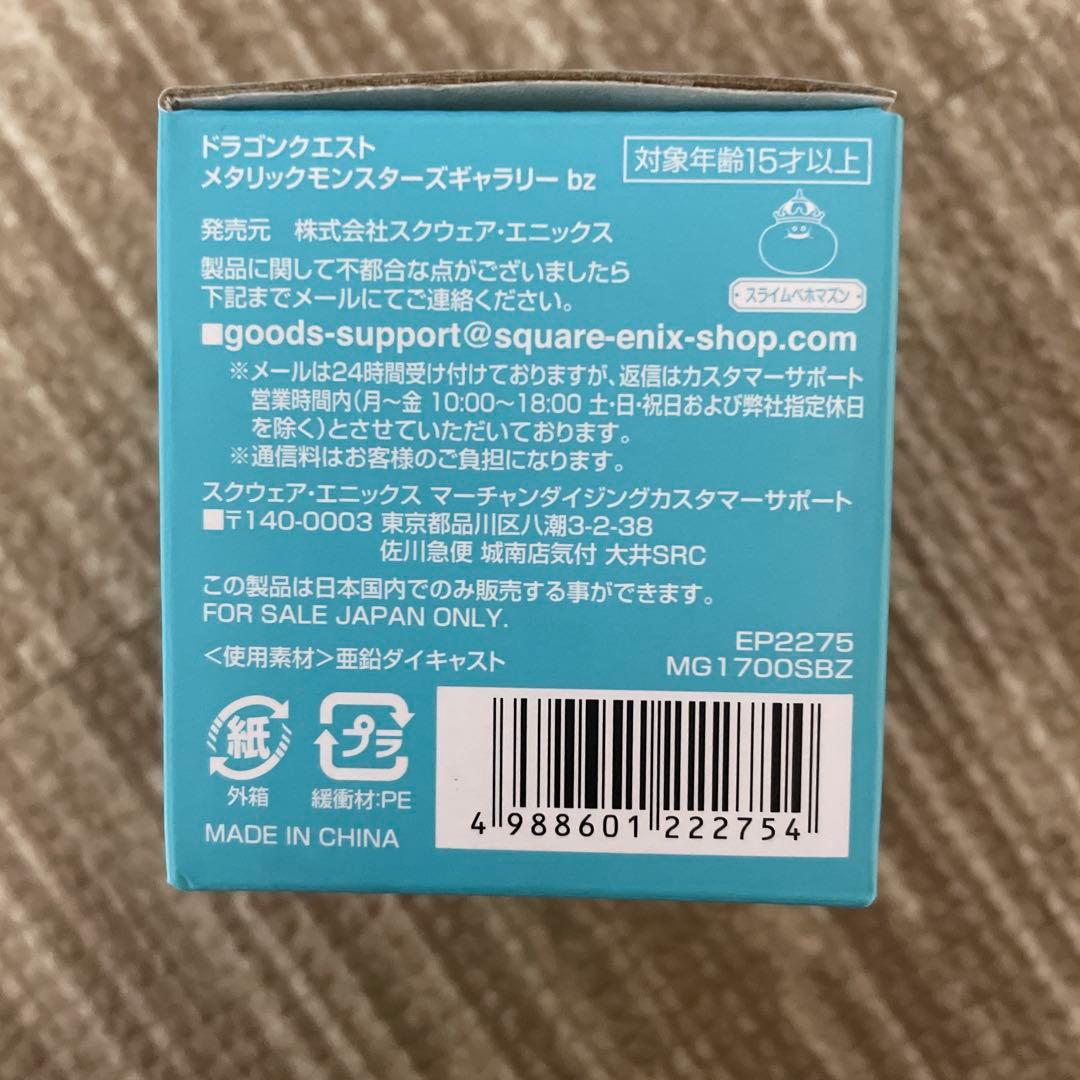 ドラゴンクエスト
メタリックモンスターズギャラリー bz
対象年齢15才以上
スライムベホマズン
発売元 株式会社スクウェア・エニックス
製品に関して不都合な点がございましたら
下記までメールにてご連絡ください。
■goods-support@square-enix-shop.com
※メールは24時間受け付けておりますが、返信はカスタマーサポート
営業時間内(月〜金 10:00〜18:00 土・日・祝日および弊社指定休日
を除く)とさせていただいております。
※通信料はお客様のご負担になります。
スクウェア・エニックス マーチャンダイジングカスタマーサポート
■〒140-0003 東京都品川区八潮3-2-38
佐川急便 城南店気付 大井SRC
この製品は日本国内でのみ販売する事ができます。
FOR SALE JAPAN ONLY.
EP2275
<使用素材>亜鉛ダイキャスト
MG1700SBZ
紙
プラ
外箱
緩衝材:PE
MADE IN CHINA
4 988601 222754